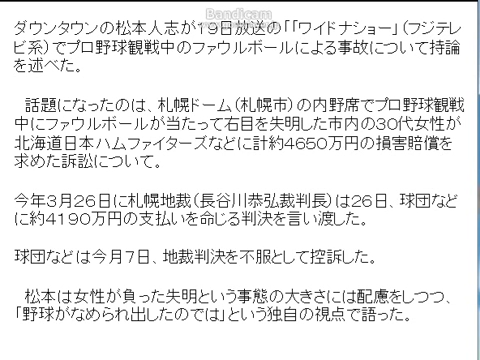 Bandicam
ダウンタウンの松本人志が19日放送の「「ワイドナショー」(フジテレ
ビ系)でプロ野球観戦中のファウルボールによる事故について持論
を述べた。
話題になったのは、札幌ドーム(札幌市)の内野席でプロ野球観戦
中にファウルボールが当たって右目を失明した市内の30代女性が
北海道日本ハムファイターズなどに計約4650万円の損害賠償を
求めた訴訟について。
今年3月26日に札幌地裁(長谷川恭弘裁判長)は26日、球団など
に約4190万円の支払いを命じる判決を言い渡した。
球団などは今月7日、地裁判決を不服として控訴した。
松本は女性が負った失明という事態の大きさには配慮をしつつ、
「野球がなめられ出したのでは」という独自の視点で語った。